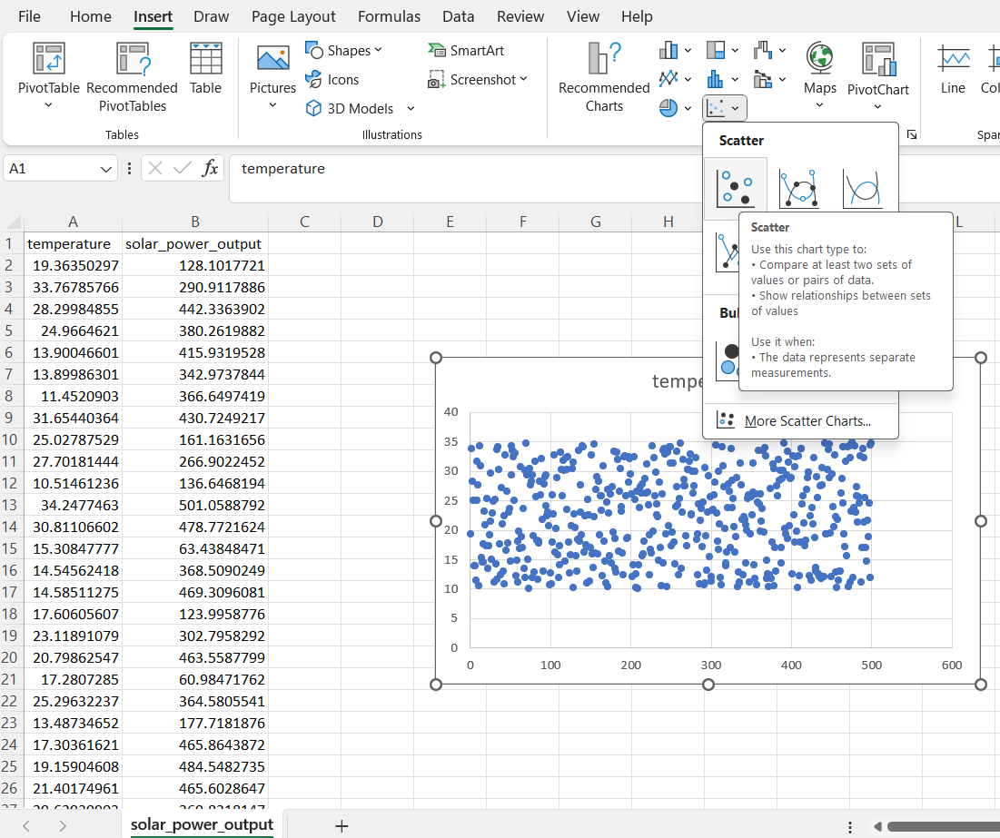 File Home Insert Draw Page Layout Formulas Data Review View Help
PivotTable Recommended PivotTables Table
Tables
Pictures Shapes Icons 3D Models SmartArt Screenshot
Illustrations
Recommended Charts Maps PivotChart Line
A1 fx temperature
Scatter
Scatter
Use this chart type to:
• Compare at least two sets of
values or pairs of data.
• Show relationships between sets
of values
Use it when:
• The data represents separate
measurements.
More Scatter Charts...
A B C D E F G H L
1 temperature solar_power_output
2 19.36350297 128.1017721
3 33.76785766 290.9117886
4 28.29984855 442.3363902
5 24.9664621 380.2619882
6 13.90046601 415.9319528
7 13.89986301 342.9737844
8 11.4520903 366.6497419
9 31.65440364 430.7249217
10 25.02787529 161.1631656
11 27.70181444 266.9022452
12 10.51461236 136.6468194
13 34.2477463 501.0588792
14 30.81106602 478.7721624
15 15.30847777 63.43848471
16 14.54562418 368.5090249
17 14.58511275 469.3096081
18 17.60605607 123.9958776
19 23.11891079 302.7958292
20 20.79862547 463.5587799
21 17.2807285 60.98471762
22 25.29632237 364.5805541
23 13.48734652 177.7181876
24 17.30361621 465.8643872
25 19.15904608 484.5482735
26 21.40174961 465.6028647
40
35
30
25
20
15
10
5
0
0 100 200 300 400 500 600
solar_power_output